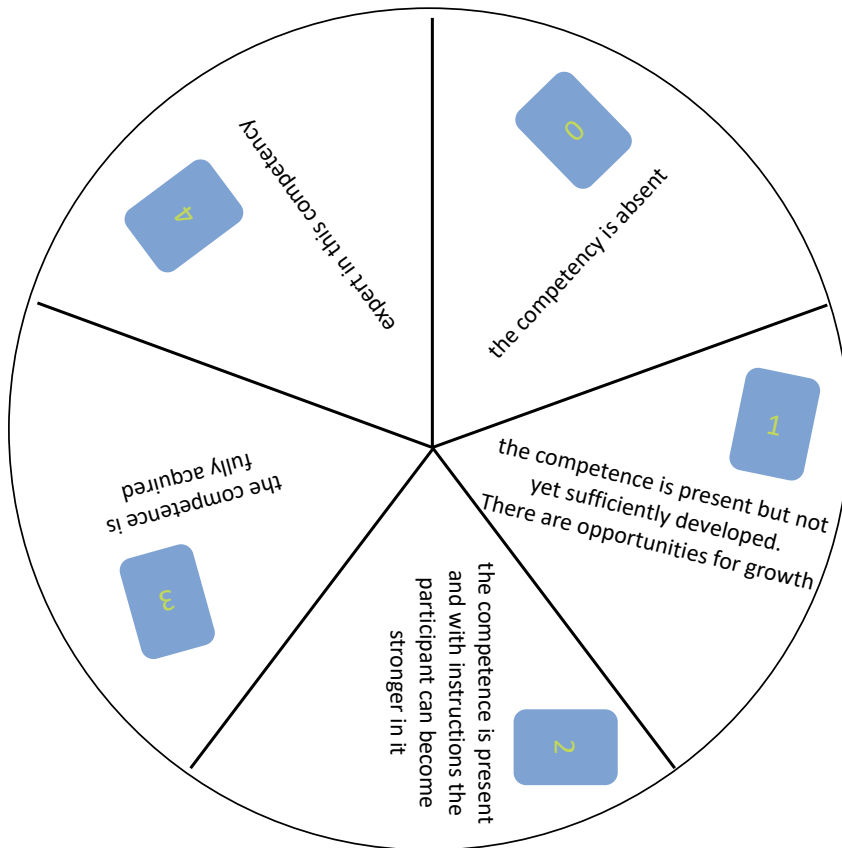 0
the competency is absent
1
the competence is present but not
yet sufficiently developed.
There are opportunities for growth
2
the competence is present
and with instructions the
participant can become
stronger in it
3
the competence is
fully acquired
4
expert in this competency